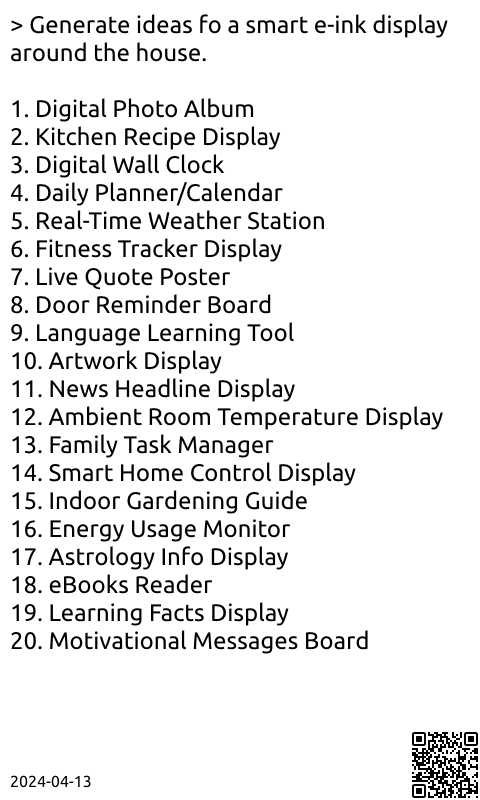 > Generate ideas fo a smart e-ink display
around the house.
1. Digital Photo Album
2. Kitchen Recipe Display
3. Digital Wall Clock
4. Daily Planner/Calendar
5. Real-Time Weather Station
6. Fitness Tracker Display
7. Live Quote Poster
8. Door Reminder Board
9. Language Learning Tool
10. Artwork Display
11. News Headline Display
12. Ambient Room Temperature Display
13. Family Task Manager
14. Smart Home Control Display
15. Indoor Gardening Guide
16. Energy Usage Monitor
17. Astrology Info Display
18. eBooks Reader
19. Learning Facts Display
20. Motivational Messages Board
2024-04-13